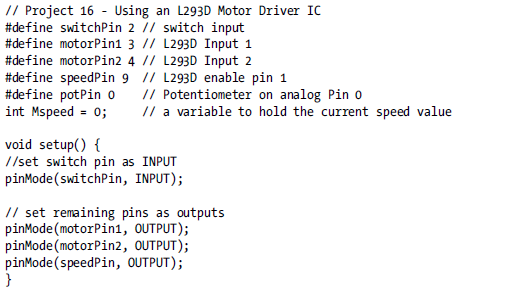 // Project 16 - Using an L293D Motor Driver IC
#define switchPin 2 // switch input
#define motorPin1 3 // L293D Input 1
#define motorPin2 4 // L293D Input 2
#define speedPin 9 // L293D enable pin 1
#define potPin 0 // Potentiometer on analog Pin 0
int Mspeed = 0; // a variable to hold the current speed value

void setup() {
//set switch pin as INPUT
pinMode(switchPin, INPUT);

// set remaining pins as outputs
pinMode(motorPin1, OUTPUT);
pinMode(motorPin2, OUTPUT);
pinMode(speedPin, OUTPUT);
}